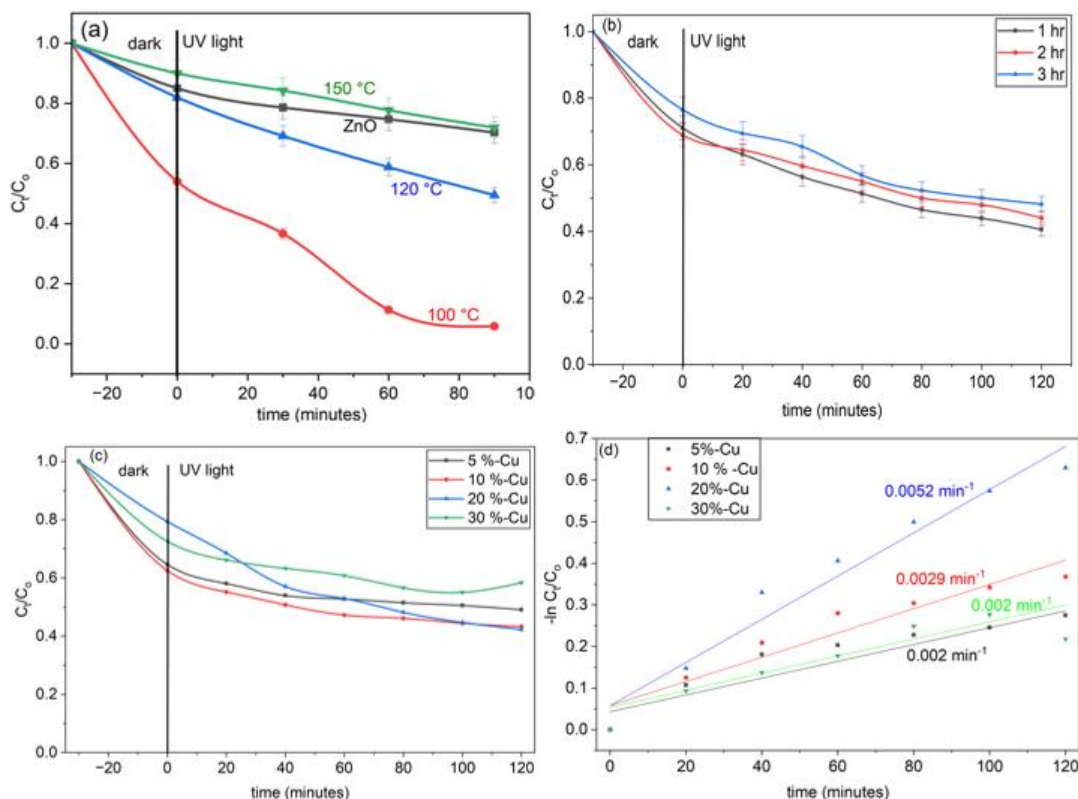 (a)
dark
UV light
150 °C
ZnO
120 °C
100 °C
1.0
0.8
0.6
0.4
0.2
0.0
Cₜ/Cₒ
−20
0
20
40
60
80
10
time (minutes)
(b)
dark
UV light
1 hr
2 hr
3 hr
1.0
0.8
0.6
0.4
0.2
0.0
Cₜ/Cₒ
−20
0
20
40
60
80
100
120
time (minutes)
(c)
dark
UV light
5 %-Cu
10 %-Cu
20 %-Cu
30 %-Cu
1.0
0.8
0.6
0.4
0.2
0.0
Cₜ/Cₒ
−20
0
20
40
60
80
100
120
time (minutes)
(d)
5%-Cu
10 % -Cu
20%-Cu
30%-Cu
0.0052 min⁻¹
0.0029 min⁻¹
0.002 min⁻¹
0.002 min⁻¹
0.7
0.6
0.5
0.4
0.3
0.2
0.1
0.0
-ln Cₜ/Cₒ
0
20
40
60
80
100
120
time (minutes)